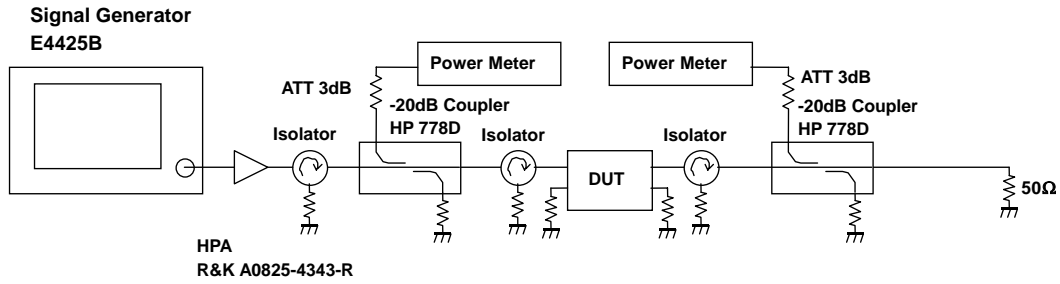 Signal Generator
E4425B
Power Meter
Power Meter
ATT 3dB
ATT 3dB
-20dB Coupler
HP 778D
-20dB Coupler
HP 778D
Isolator
Isolator
Isolator
DUT
50Ω
HPA
R&K A0825-4343-R